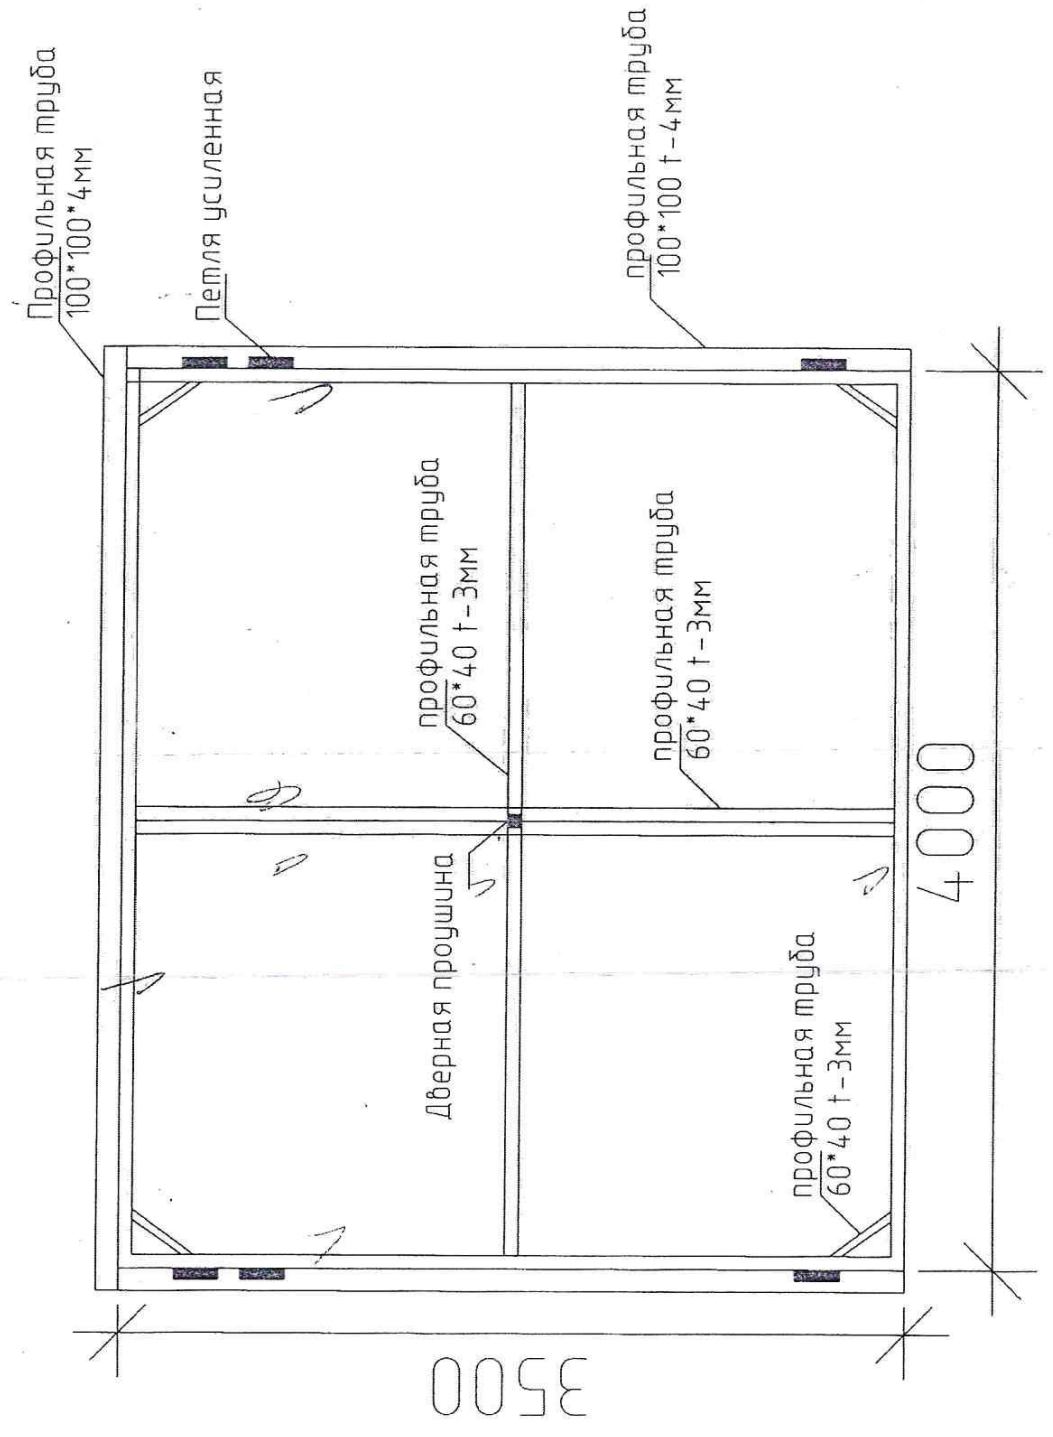 Профильная труба
100*100*4мм
Петля усиленная
профильная труба
100*100 t-4мм
профильная труба
60*40 t-3мм
профильная труба
60*40 t-3мм
Дверная проушина
профильная труба
60*40 t-3мм
4000
3500